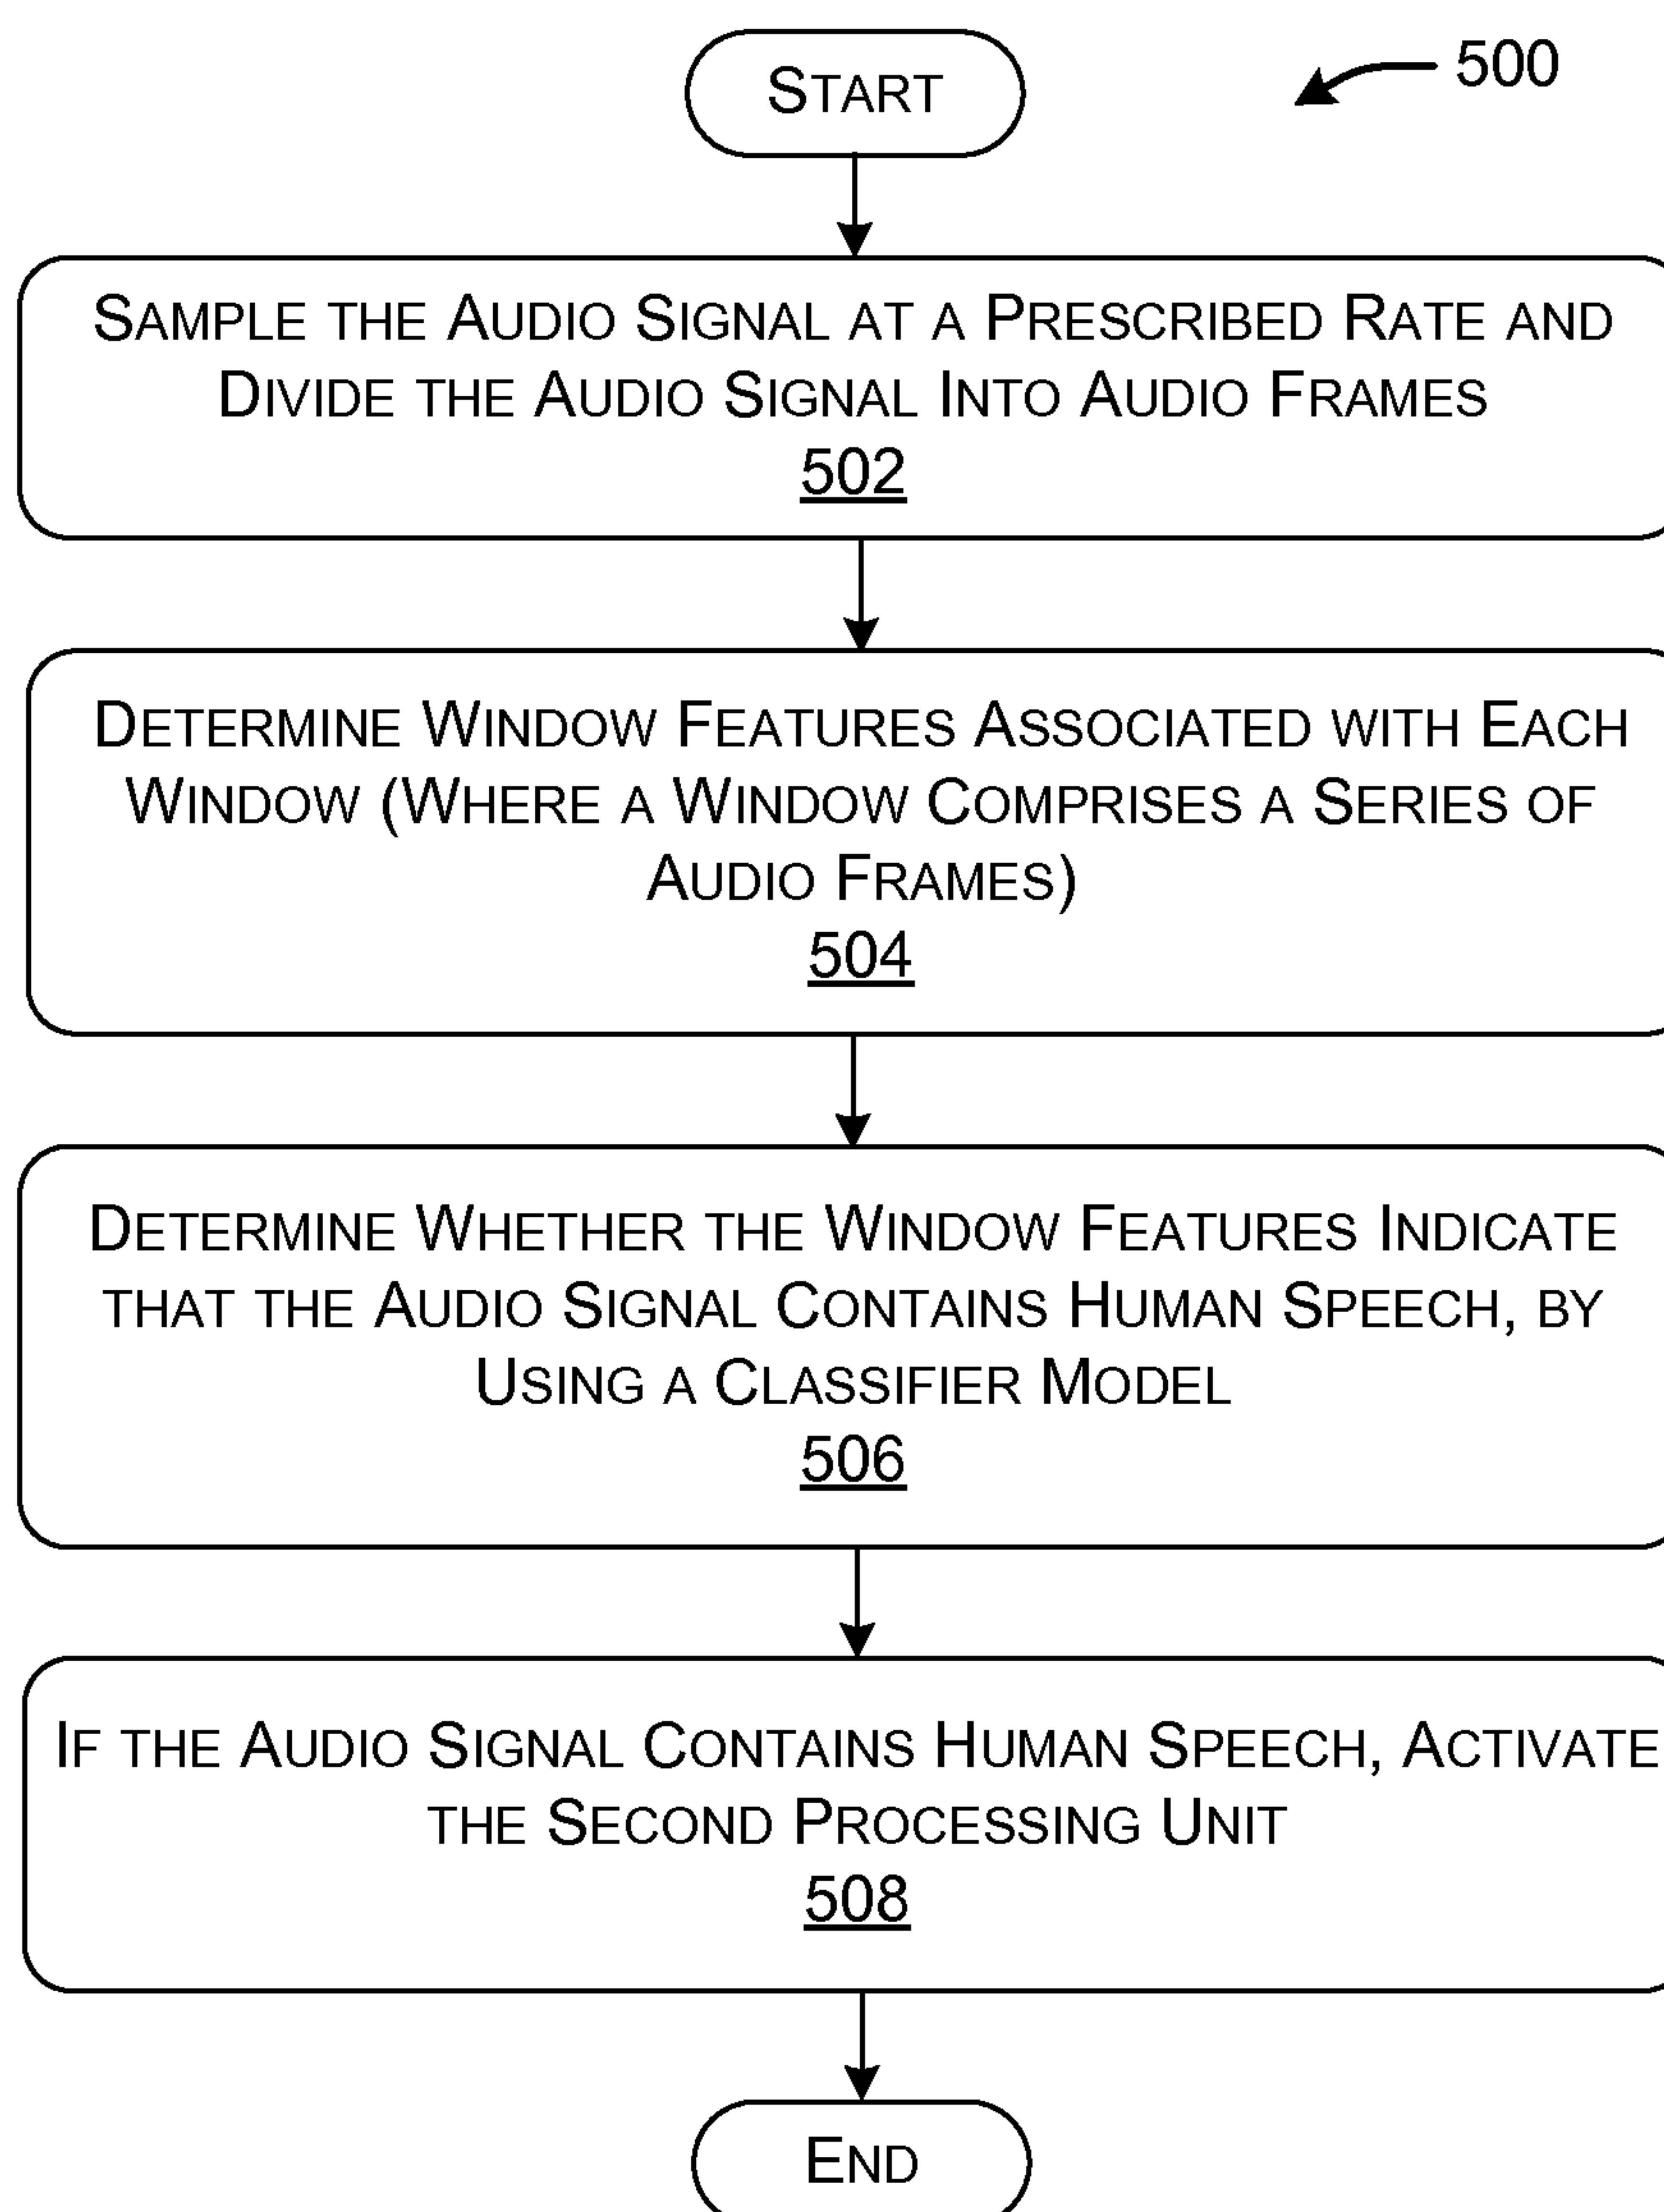 START
500
SAMPLE THE AUDIO SIGNAL AT A PRESCRIBED RATE AND
DIVIDE THE AUDIO SIGNAL INTO AUDIO FRAMES
502
DETERMINE WINDOW FEATURES ASSOCIATED WITH EACH
WINDOW (WHERE A WINDOW COMPRISES A SERIES OF
AUDIO FRAMES)
504
DETERMINE WHETHER THE WINDOW FEATURES INDICATE
THAT THE AUDIO SIGNAL CONTAINS HUMAN SPEECH, BY
USING A CLASSIFIER MODEL
506
IF THE AUDIO SIGNAL CONTAINS HUMAN SPEECH, ACTIVATE
THE SECOND PROCESSING UNIT
508
END